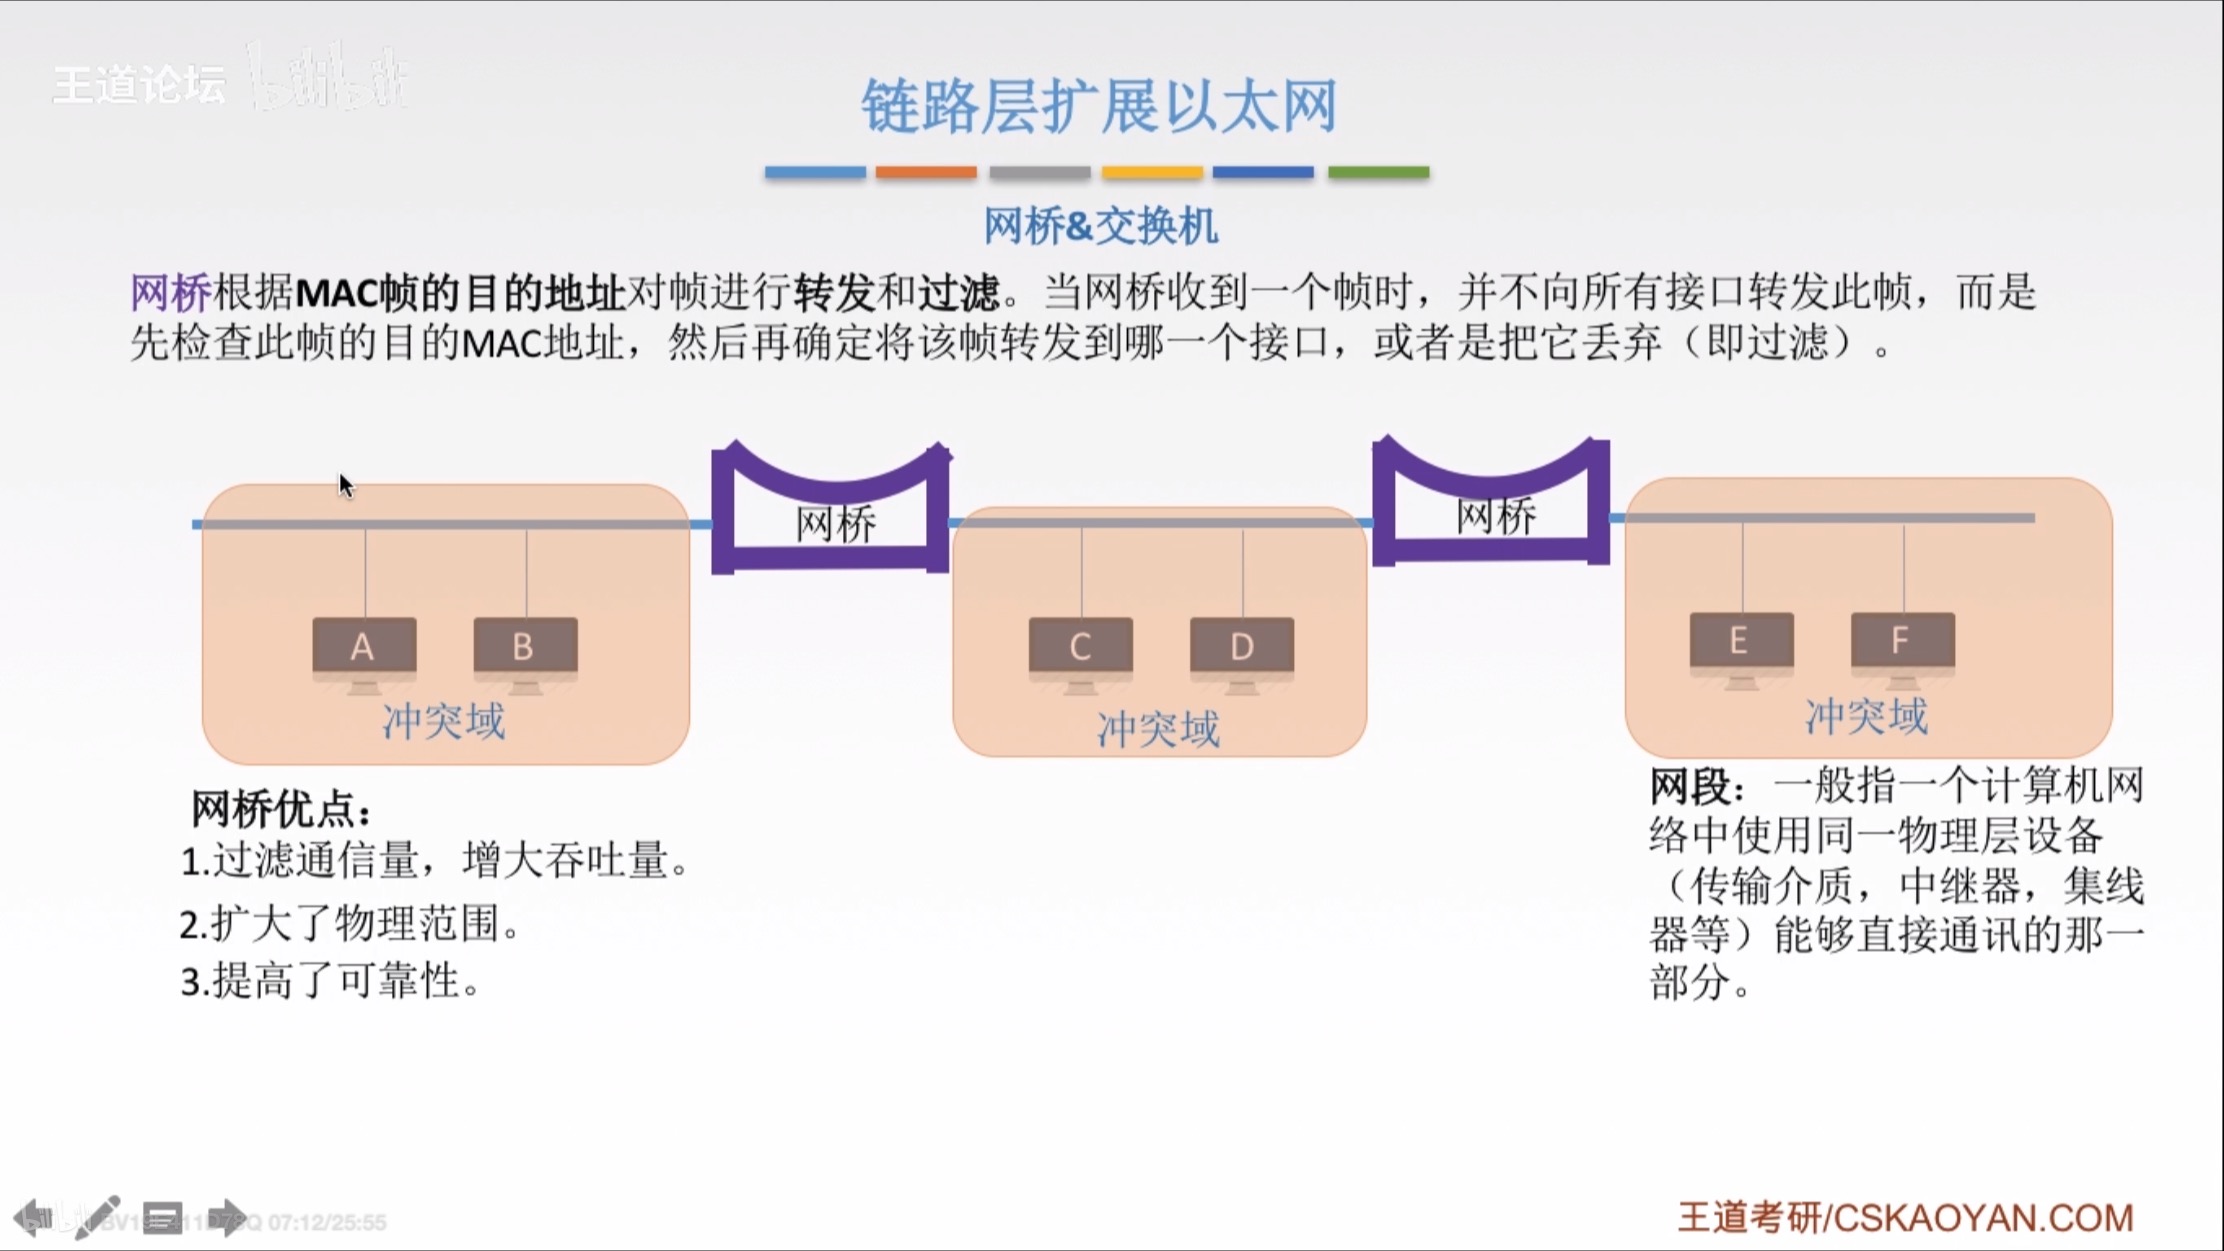 王道论坛 bilibili
链路层扩展以太网
网桥&交换机
网桥根据MAC帧的目的地址对帧进行转发和过滤。当网桥收到一个帧时，并不向所有接口转发此帧，而是
先检查此帧的目的MAC地址，然后再确定将该帧转发到哪一个接口，或者是把它丢弃（即过滤）。
网桥
网桥
A
B
C
D
E
F
冲突域
冲突域
冲突域
网桥优点：
1.过滤通信量，增大吞吐量。
2.扩大了物理范围。
3.提高了可靠性。
网段：一般指一个计算机网
络中使用同一物理层设备
（传输介质，中继器，集线
器等）能够直接通讯的那一
部分。
07:12/25:55
王道考研/CSKAOYAN.COM